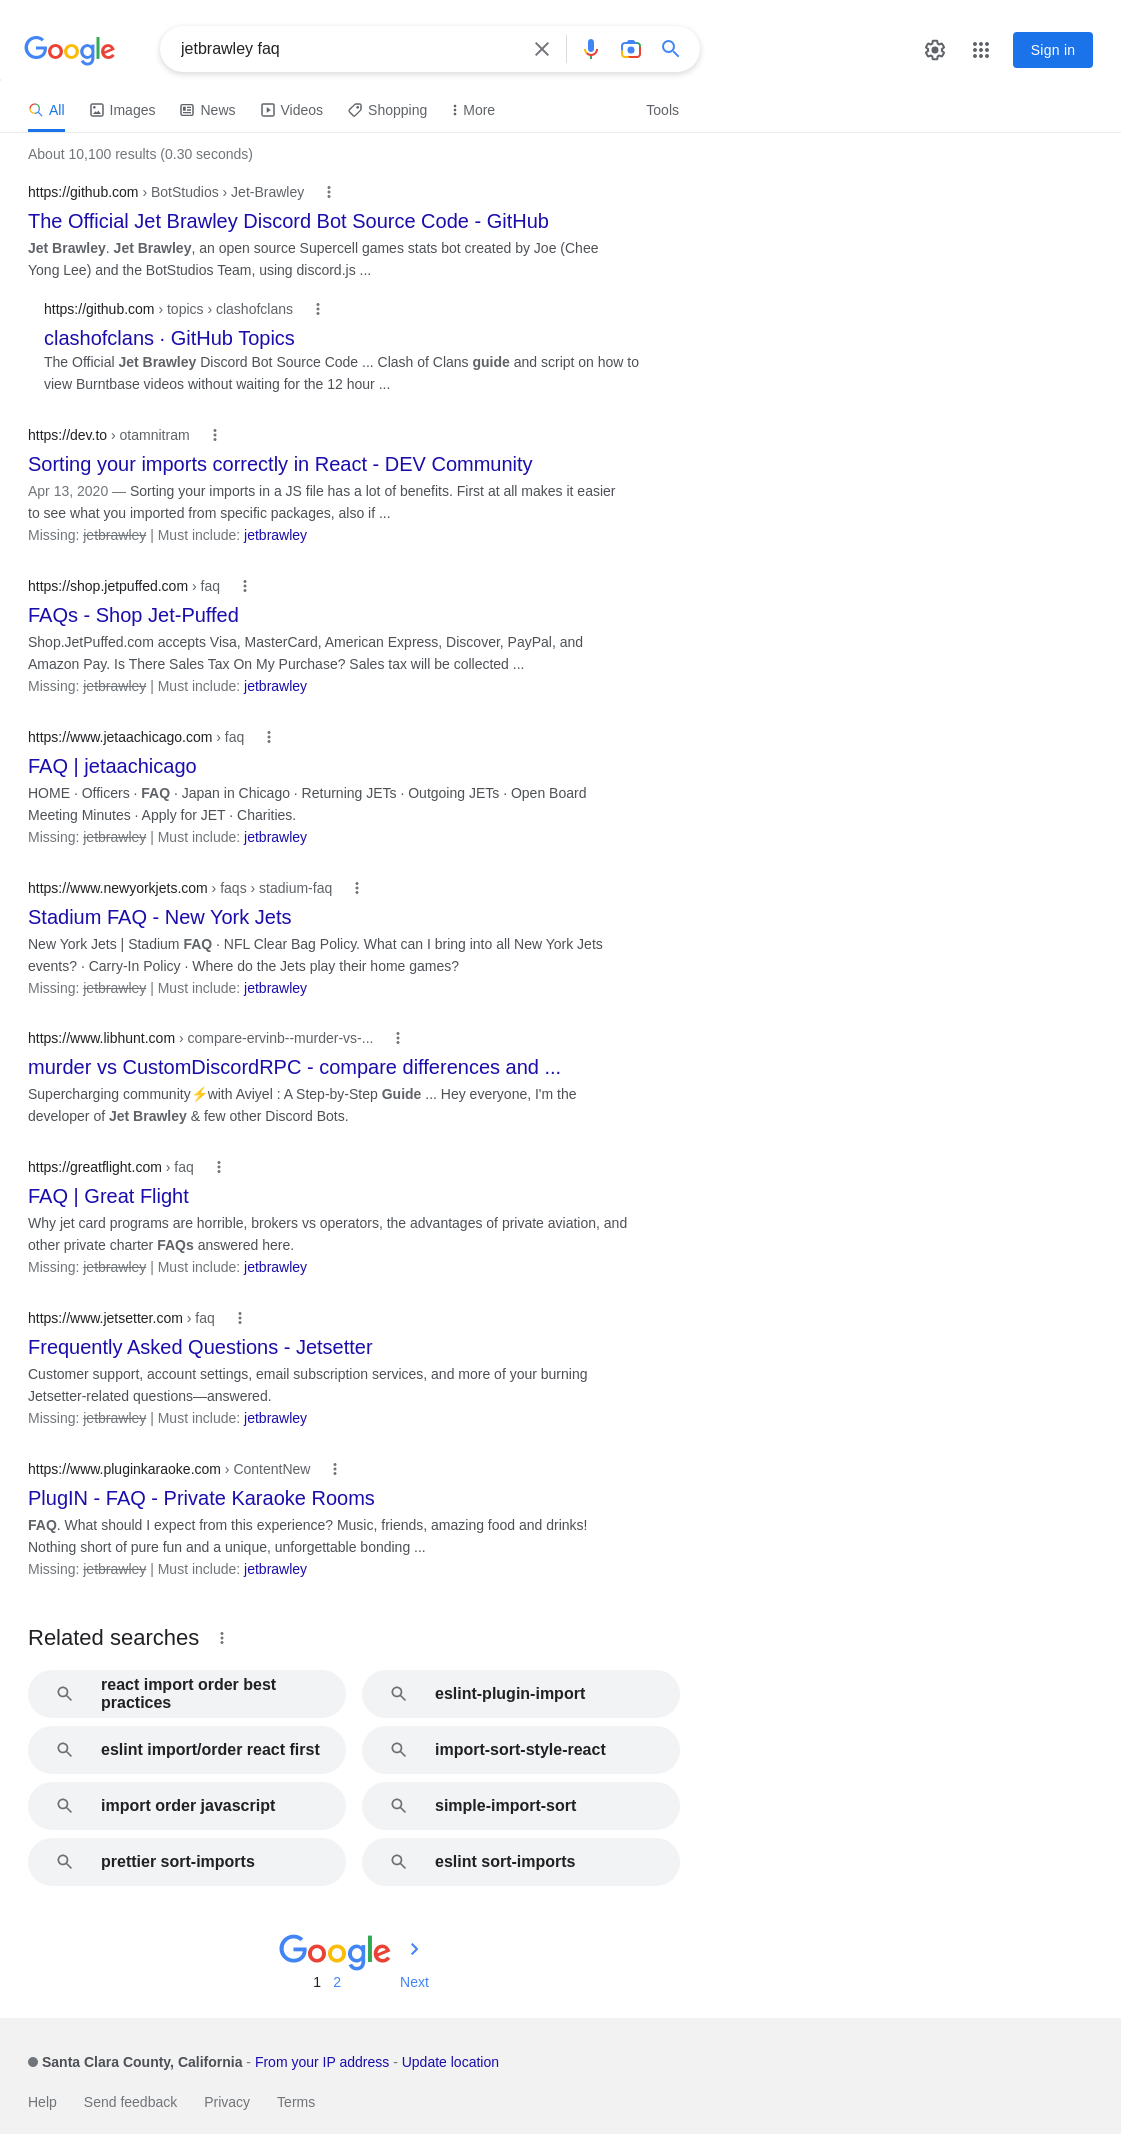 Google
jetbrawley faq
Sign in
All
Images
News
Videos
Shopping
More
Tools
About 10,100 results (0.30 seconds)
https://github.com › BotStudios › Jet-Brawley
The Official Jet Brawley Discord Bot Source Code - GitHub
Jet Brawley. Jet Brawley, an open source Supercell games stats bot created by Joe (Chee
Yong Lee) and the BotStudios Team, using discord.js ...
https://github.com › topics › clashofclans
clashofclans · GitHub Topics
The Official Jet Brawley Discord Bot Source Code ... Clash of Clans guide and script on how to
view Burntbase videos without waiting for the 12 hour ...
https://dev.to › otamnitram
Sorting your imports correctly in React - DEV Community
Apr 13, 2020 — Sorting your imports in a JS file has a lot of benefits. First at all makes it easier
to see what you imported from specific packages, also if ...
Missing: jetbrawley | Must include: jetbrawley
https://shop.jetpuffed.com › faq
FAQs - Shop Jet-Puffed
Shop.JetPuffed.com accepts Visa, MasterCard, American Express, Discover, PayPal, and
Amazon Pay. Is There Sales Tax On My Purchase? Sales tax will be collected ...
Missing: jetbrawley | Must include: jetbrawley
https://www.jetaachicago.com › faq
FAQ | jetaachicago
HOME · Officers · FAQ · Japan in Chicago · Returning JETs · Outgoing JETs · Open Board
Meeting Minutes · Apply for JET · Charities.
Missing: jetbrawley | Must include: jetbrawley
https://www.newyorkjets.com › faqs › stadium-faq
Stadium FAQ - New York Jets
New York Jets | Stadium FAQ · NFL Clear Bag Policy. What can I bring into all New York Jets
events? · Carry-In Policy · Where do the Jets play their home games?
Missing: jetbrawley | Must include: jetbrawley
https://www.libhunt.com › compare-ervinb--murder-vs-...
murder vs CustomDiscordRPC - compare differences and ...
Supercharging community⚡with Aviyel : A Step-by-Step Guide ... Hey everyone, I'm the
developer of Jet Brawley & few other Discord Bots.
https://greatflight.com › faq
FAQ | Great Flight
Why jet card programs are horrible, brokers vs operators, the advantages of private aviation, and
other private charter FAQs answered here.
Missing: jetbrawley | Must include: jetbrawley
https://www.jetsetter.com › faq
Frequently Asked Questions - Jetsetter
Customer support, account settings, email subscription services, and more of your burning
Jetsetter-related questions—answered.
Missing: jetbrawley | Must include: jetbrawley
https://www.pluginkaraoke.com › ContentNew
PlugIN - FAQ - Private Karaoke Rooms
FAQ. What should I expect from this experience? Music, friends, amazing food and drinks!
Nothing short of pure fun and a unique, unforgettable bonding ...
Missing: jetbrawley | Must include: jetbrawley
Related searches
react import order best
practices
eslint-plugin-import
eslint import/order react first
import-sort-style-react
import order javascript
simple-import-sort
prettier sort-imports
eslint sort-imports
Google
1 2 Next
Santa Clara County, California - From your IP address - Update location
Help Send feedback Privacy Terms